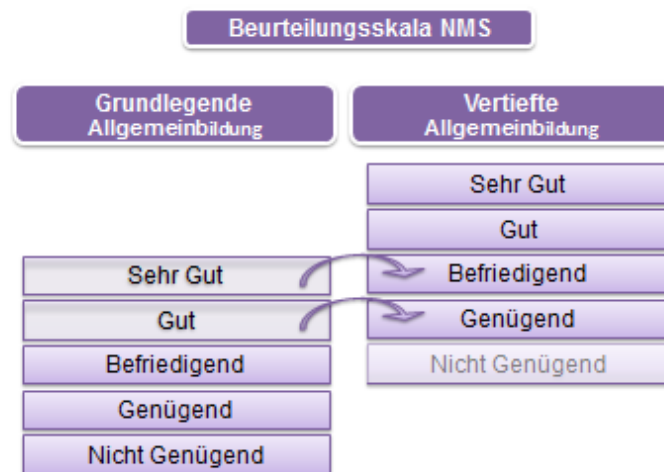 Beurteilungsskala NMS
Grundlegende
Allgemeinbildung
Sehr Gut
Gut
Befriedigend
Genügend
Nicht Genügend
Vertiefte
Allgemeinbildung
Sehr Gut
Gut
Befriedigend
Genügend
Nicht Genügend